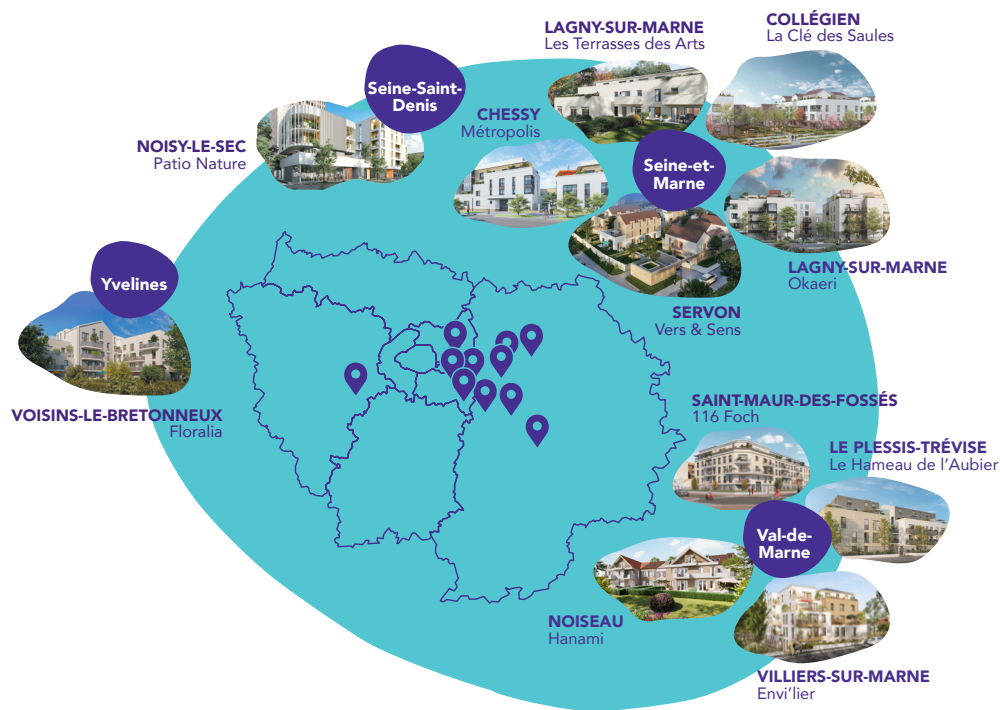 LAGNY-SUR-MARNE
Les Terrasses des Arts
COLLÉGIEN
La Clé des Saules
Seine-Saint-
Denis
CHESSY
Métropolis
NOISY-LE-SEC
Patio Nature
Seine-et-
Marne
LAGNY-SUR-MARNE
Okaeri
Yvelines
SERVON
Vers & Sens
VOISINS-LE-BRETONNEUX
Floralia
SAINT-MAUR-DES-FOSSÉS
116 Foch
LE PLESSIS-TRÉVISE
Le Hameau de l’Aubier
Val-de-
Marne
NOISEAU
Hanami
VILLIERS-SUR-MARNE
Envi’lier